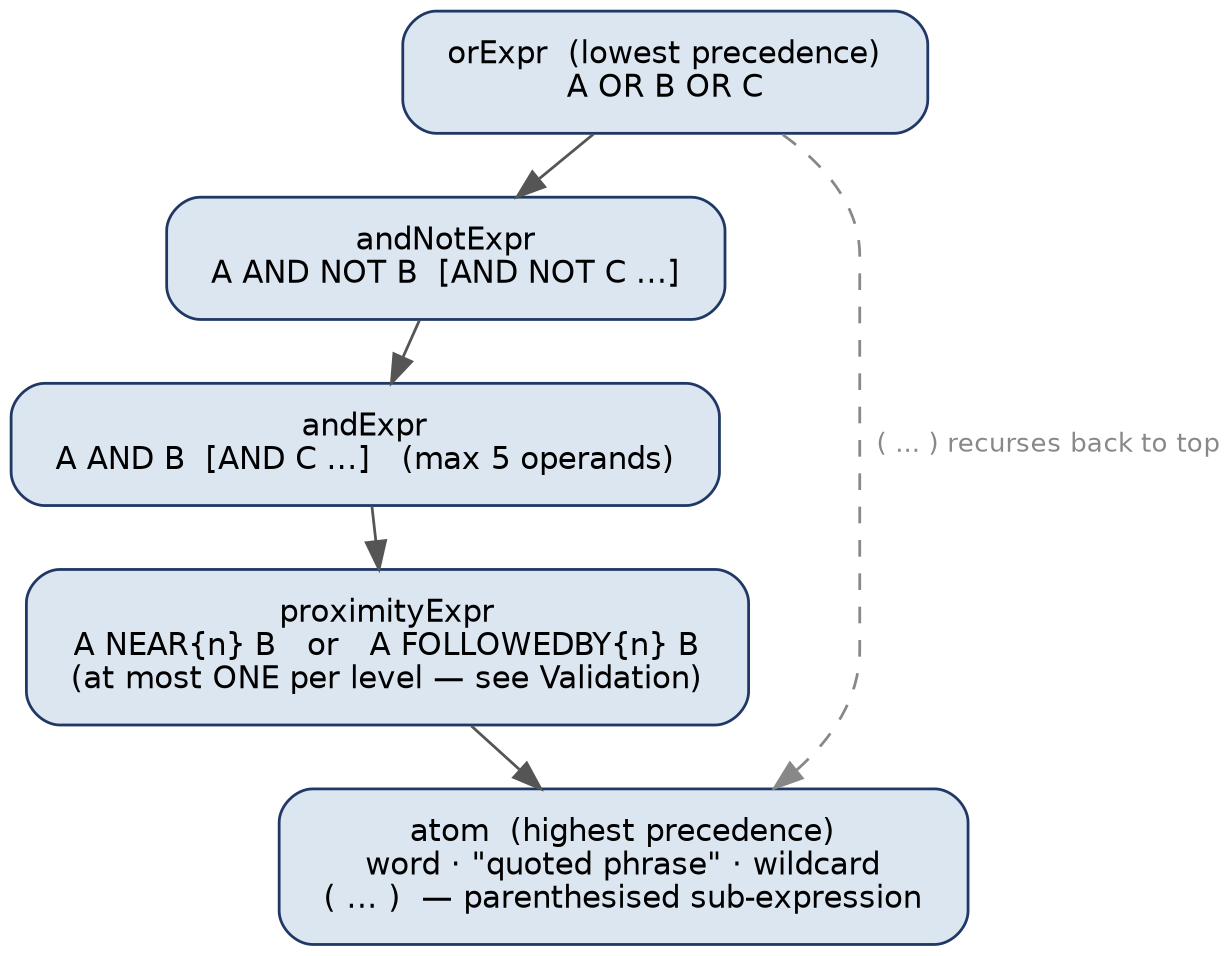 orExpr  (lowest precedence)
A OR B OR C
andNotExpr
A AND NOT B  [AND NOT C …]
andExpr
A AND B  [AND C …]   (max 5 operands)
( … ) recurses back to top
proximityExpr
A NEAR{n} B   or   A FOLLOWEDBY{n} B
(at most ONE per level — see Validation)
atom  (highest precedence)
word · "quoted phrase" · wildcard
( … )  — parenthesised sub-expression